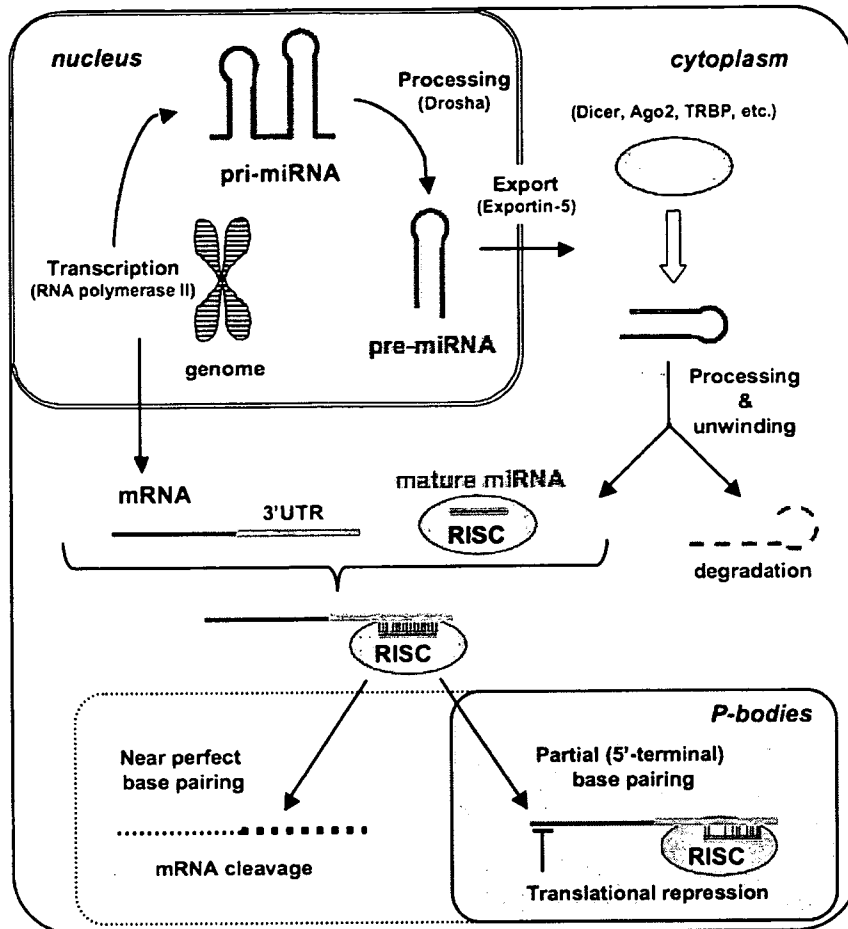 nucleus
cytoplasm
Processing
(Drosha)
(Dicer, Ago2, TRBP, etc.)
pri-miRNA
Export
(Exportin-5)
Transcription
(RNA polymerase II)
genome
pre-miRNA
Processing
&
unwinding
mRNA
3'UTR
mature miRNA
RISC
degradation
RISC
P-bodies
Near perfect
base pairing
Partial (5'-terminal)
base pairing
mRNA cleavage
RISC
Translational repression